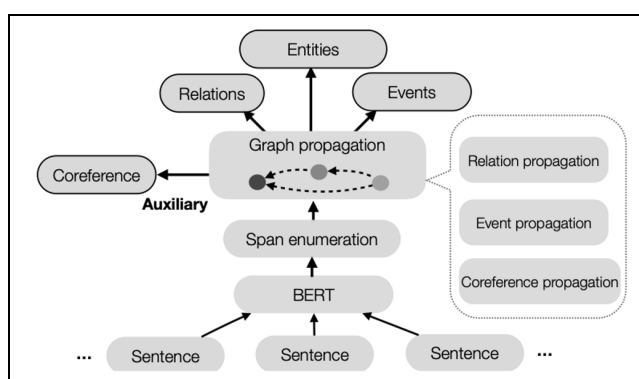 Entities
Relations
Events
Graph propagation
Relation propagation
Coreference
Auxiliary
Event propagation
Span enumeration
Coreference propagation
BERT
... Sentence Sentence Sentence ...